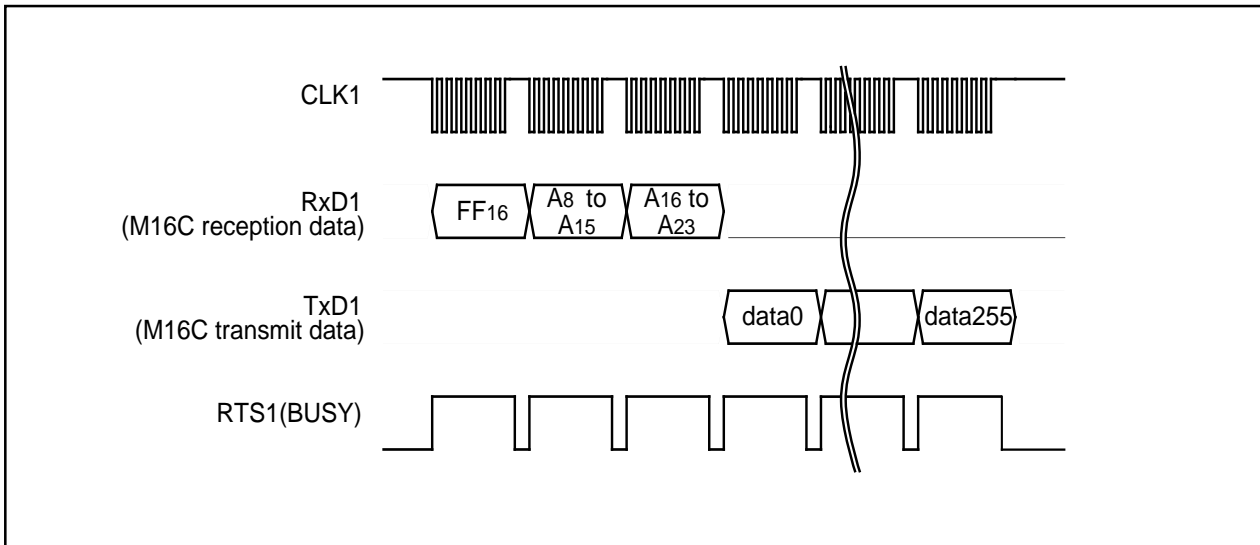 CLK1
RxD1
(M16C reception data)
FF16
A8 to
A15
A16 to
A23
TxD1
(M16C transmit data)
data0
data255
RTS1(BUSY)